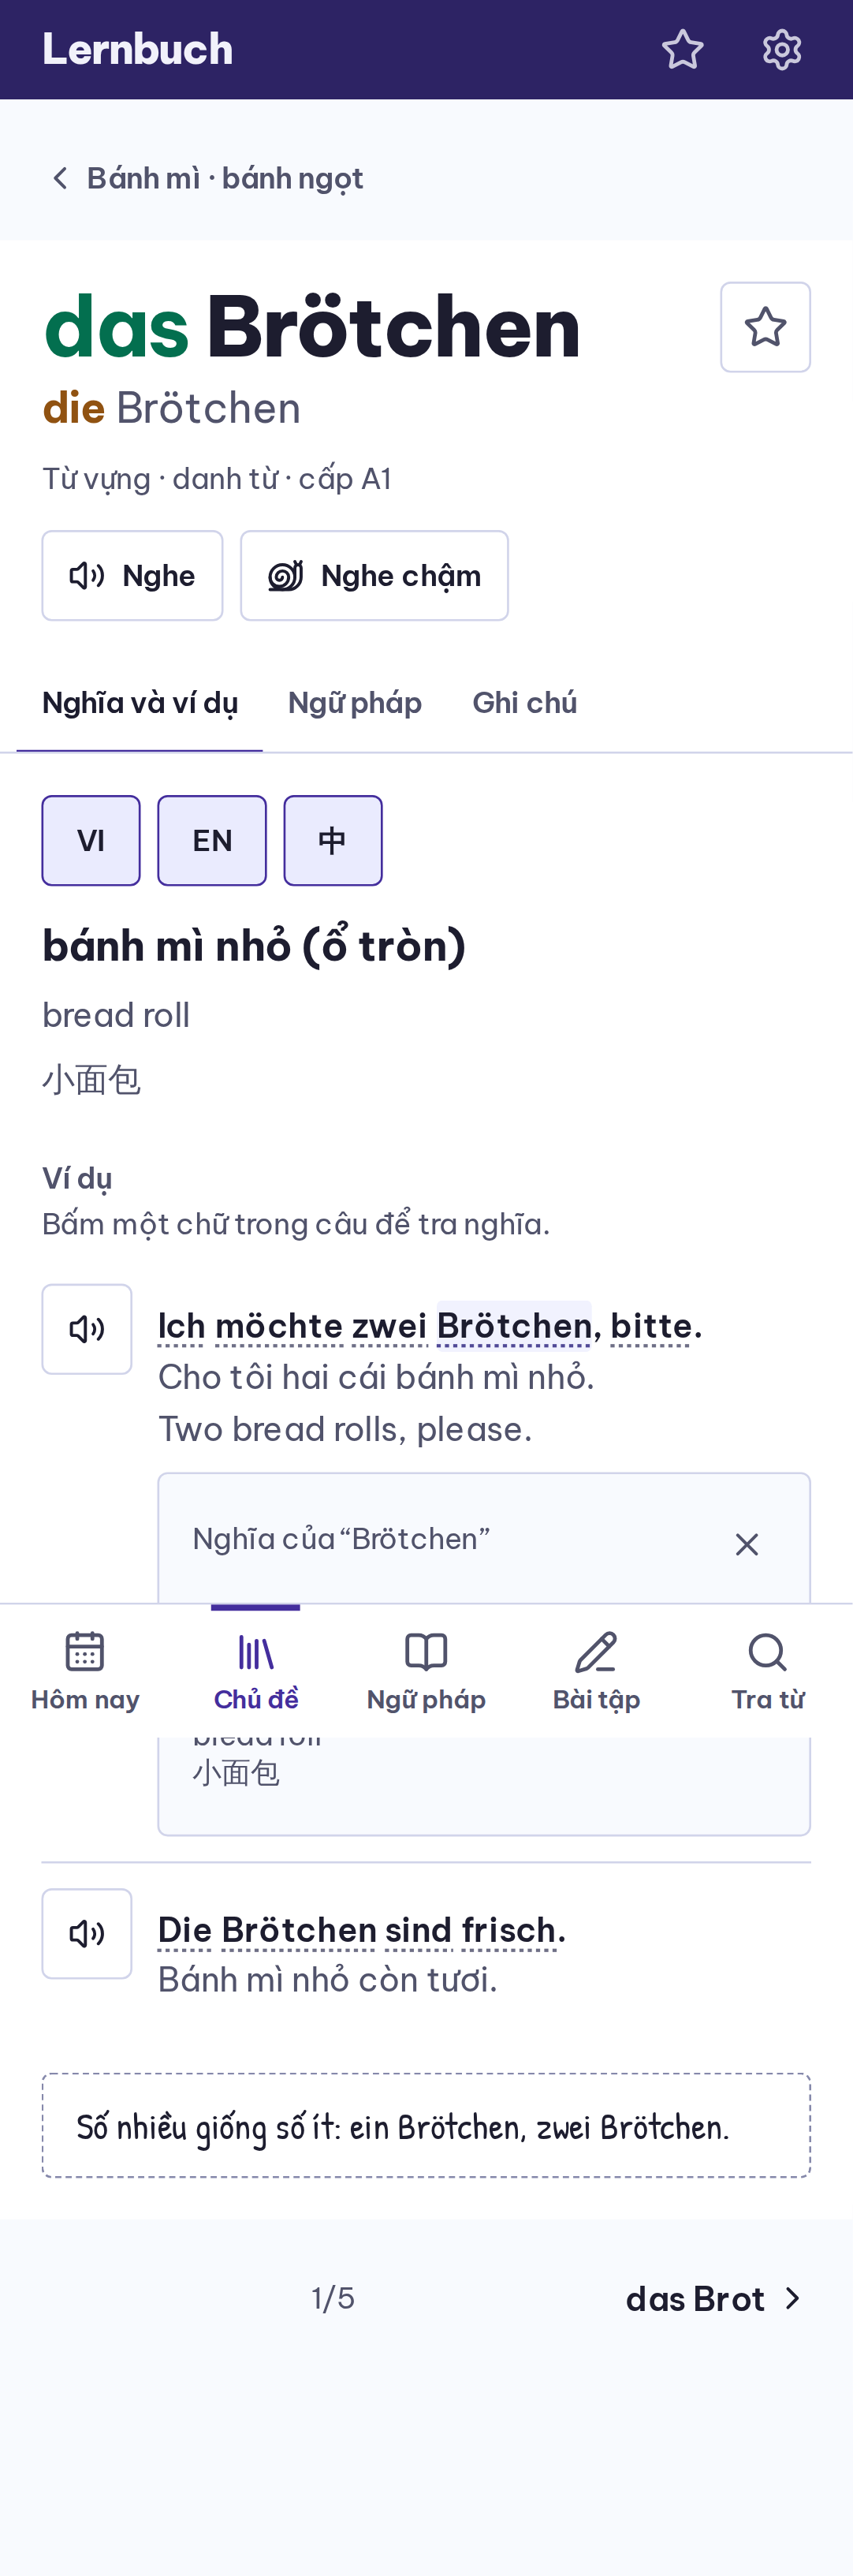 Lernbuch
Bánh mì · bánh ngọt
das Brötchen
die Brötchen
Từ vựng · danh từ · cấp A1
Nghe
Nghe chậm
Nghĩa và ví dụ
Ngữ pháp
Ghi chú
VI
EN
中
bánh mì nhỏ (ổ tròn)
bread roll
小面包
Ví dụ
Bấm một chữ trong câu để tra nghĩa.
Ich möchte zwei Brötchen, bitte.
Cho tôi hai cái bánh mì nhỏ.
Two bread rolls, please.
Nghĩa của “Brötchen”
Hôm nay
Chủ đề
Ngữ pháp
Bài tập
Tra từ
bread roll
小面包
Die Brötchen sind frisch.
Bánh mì nhỏ còn tươi.
Số nhiều giống số ít: ein Brötchen, zwei Brötchen.
1/5
das Brot